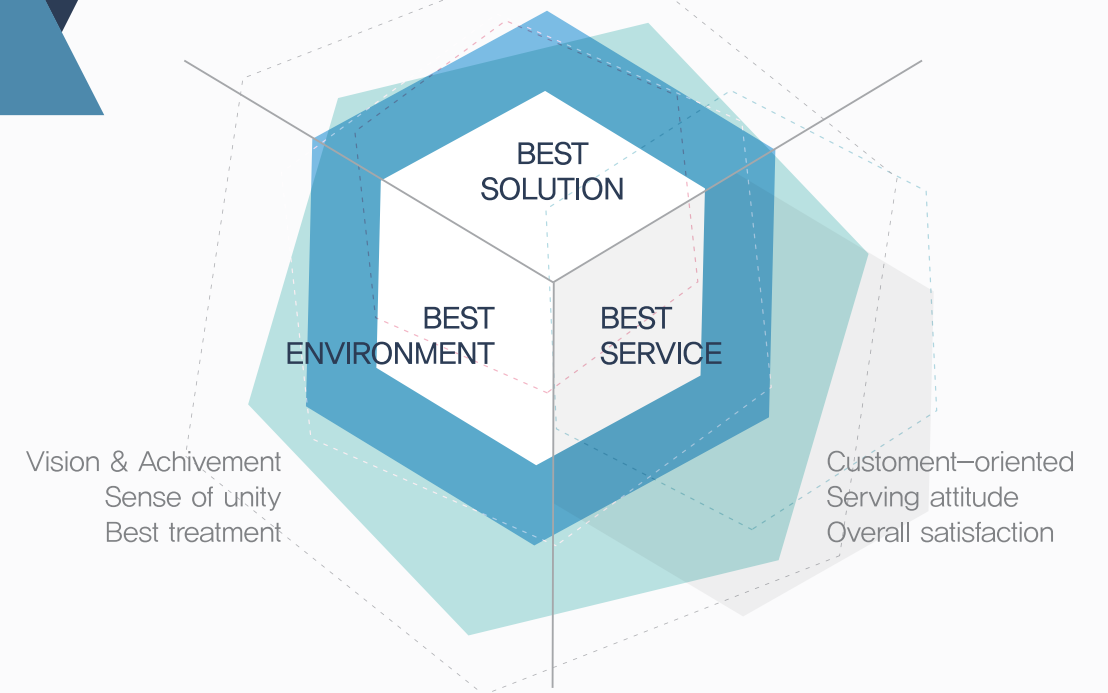 BEST
SOLUTION
BEST
ENVIRONMENT
BEST
SERVICE
Vision & Achivement
Sense of unity
Best treatment
Customent—oriented
Serving attitude
Overall satisfaction